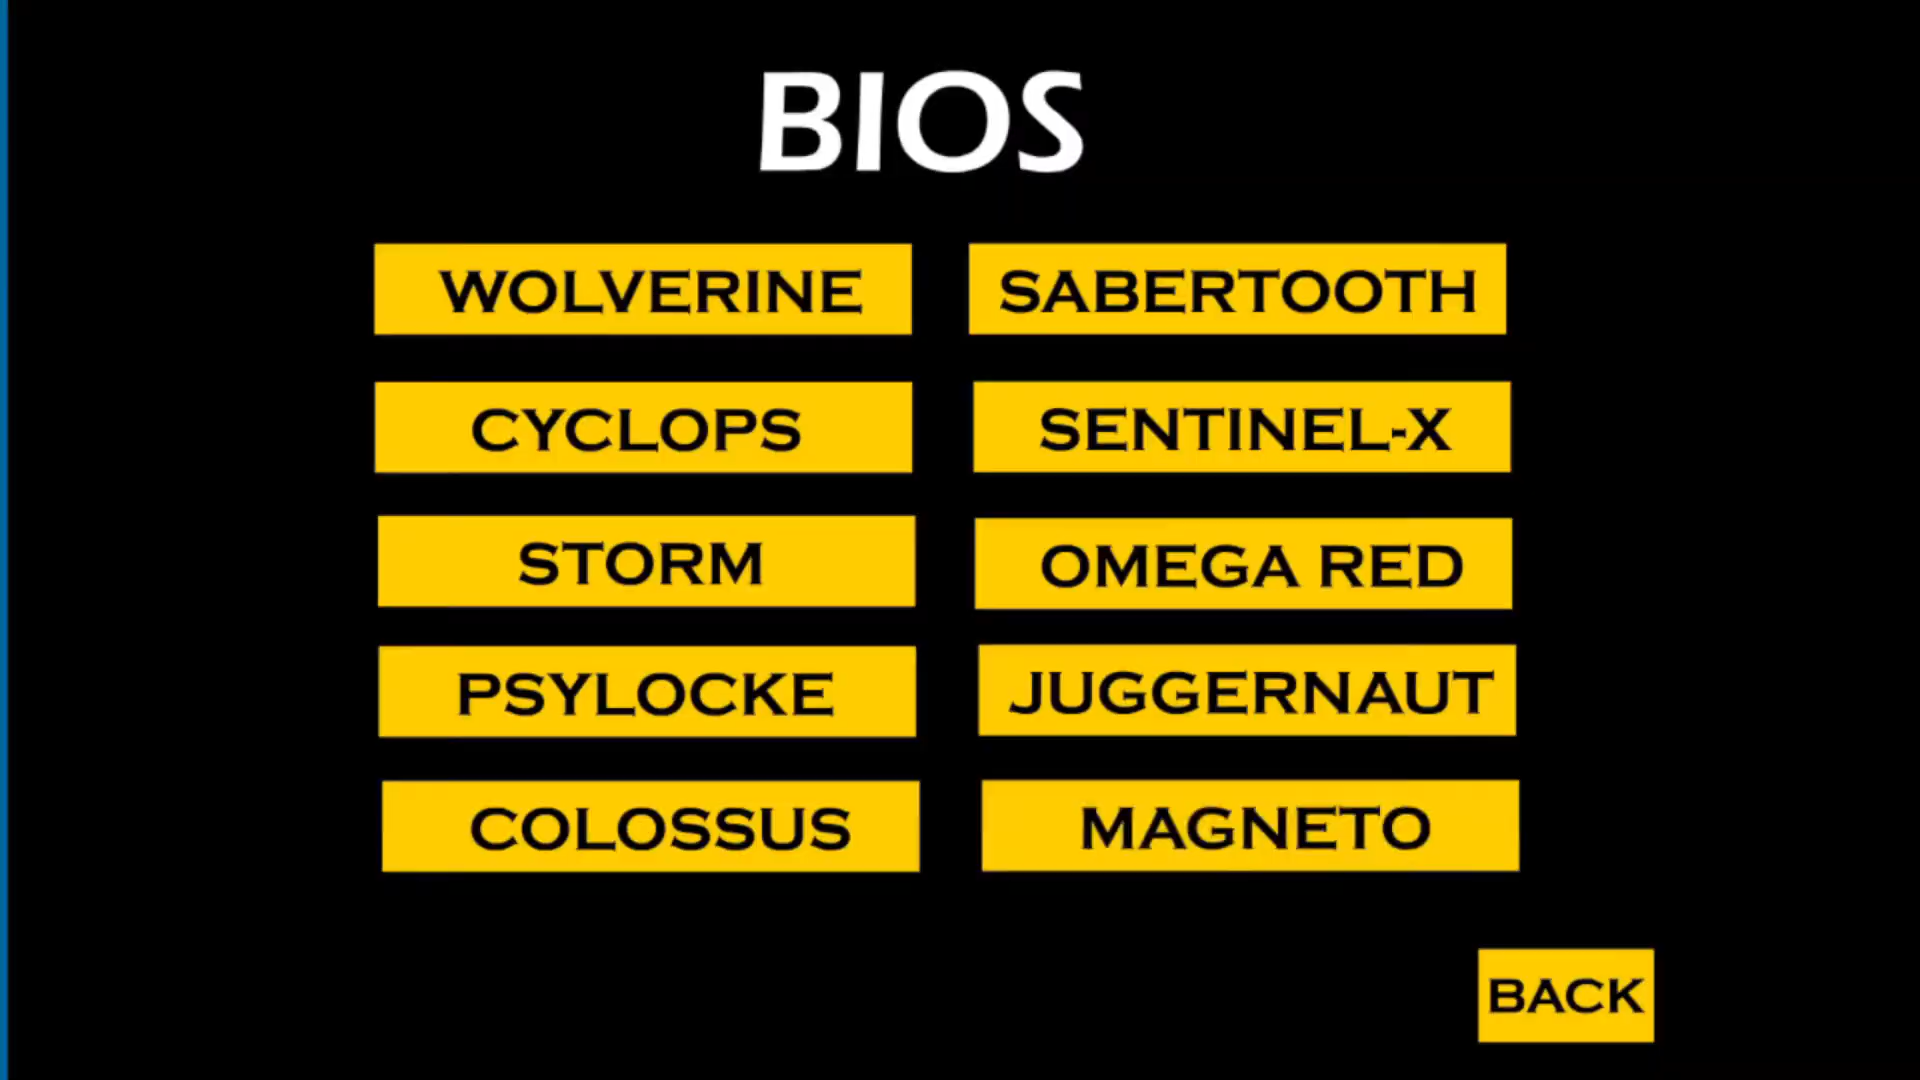 BIOS
WOLVERINE
SABERTOOTH
CYCLOPS
SENTINEL-X
STORM
OMEGA RED
PSYLOCKE
JUGGERNAUT
COLOSSUS
MAGNETO
BACK